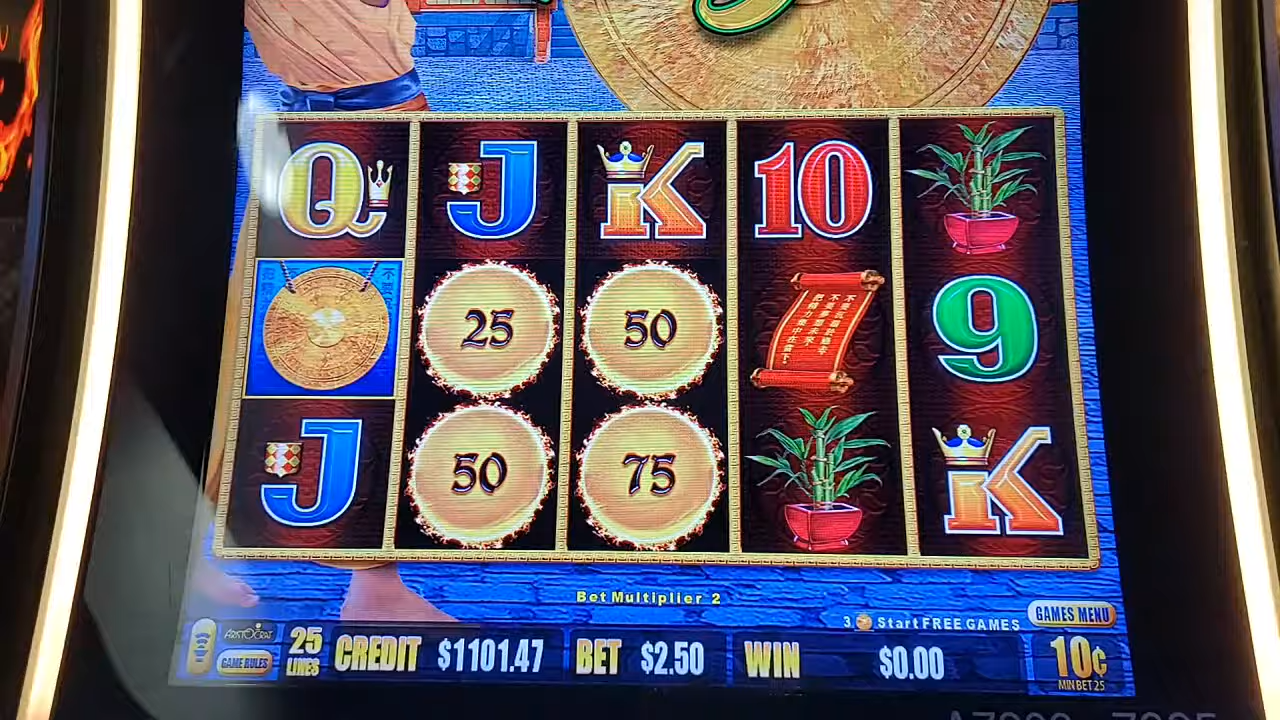 Q J K 10
25 50 9
J 50 75 K
Bet Multiplier 2
3 Start FREE GAMES
GAMES MENU
ARISTOCRAT
GAME RULES
25 LINES CREDIT $1101.47 BET $2.50 WIN $0.00 10¢
MIN BET 25